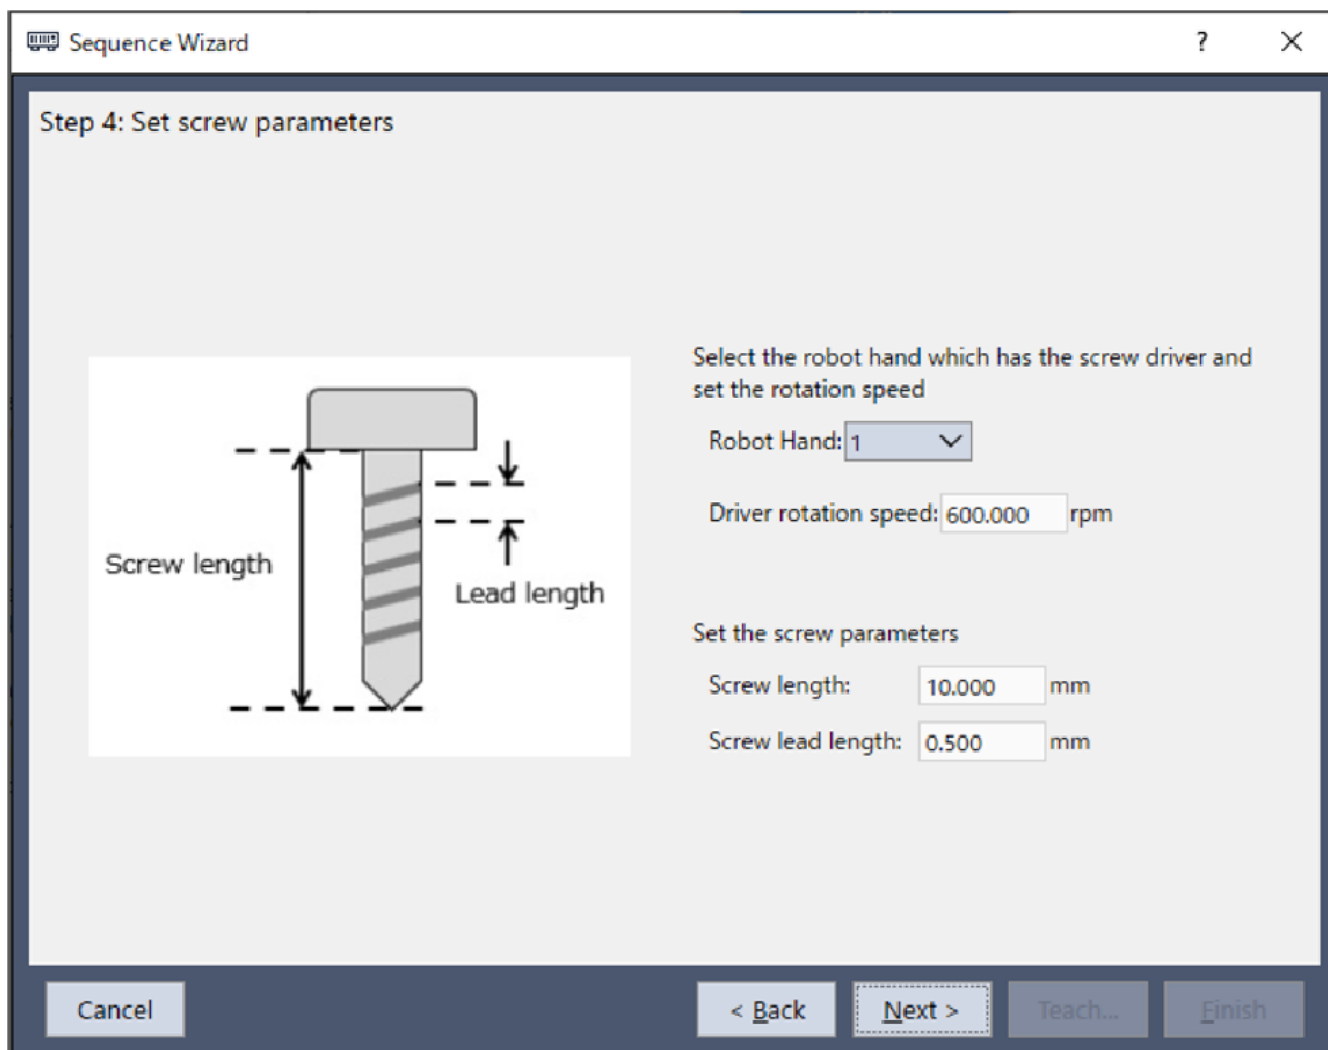 Sequence Wizard
?
Step 4: Set screw parameters
Screw length
Lead length
Select the robot hand which has the screw driver and
set the rotation speed
Robot Hand: 1
Driver rotation speed: 600.000 rpm
Set the screw parameters
Screw length: 10.000 mm
Screw lead length: 0.500 mm
Cancel
< Back
Next >
Teach...
Finish